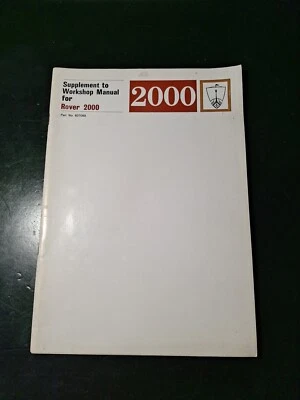 Supplement to
Workshop Manual
for
Rover 2000
2000